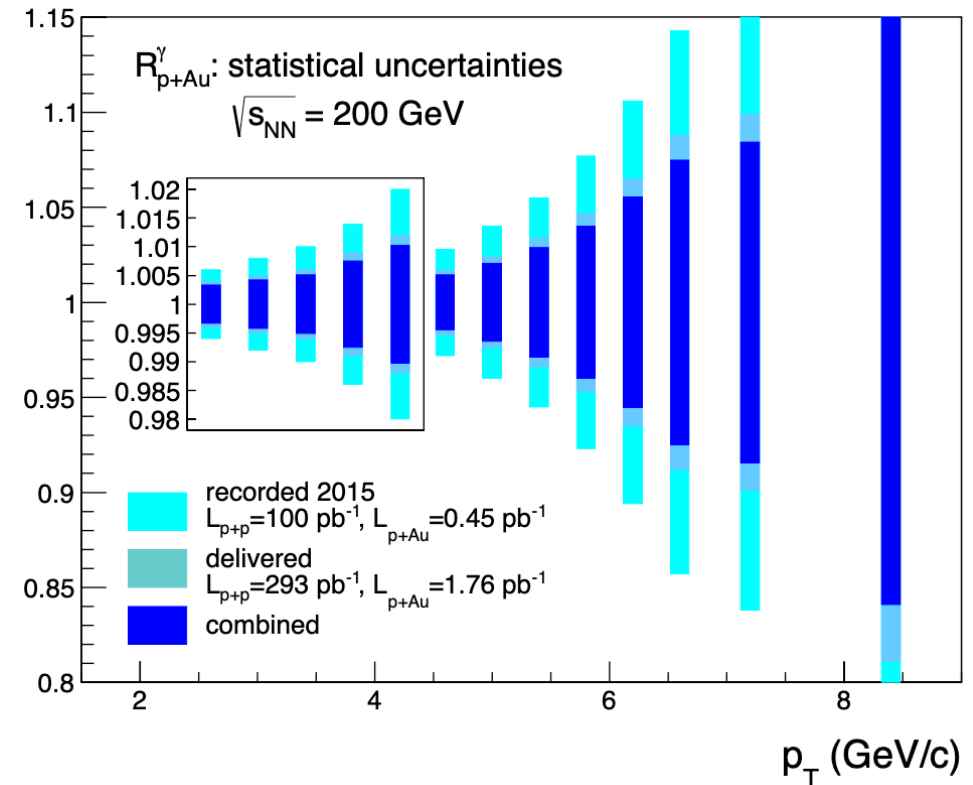 1.15
R^γ_p+Au: statistical uncertainties
1.1
√s_NN = 200 GeV
1.05
1.02
1.015
1.01
1.005
1
1
0.995
0.99
0.985
0.98
0.95
0.9
recorded 2015
L_p+p=100 pb^-1, L_p+Au=0.45 pb^-1
delivered
L_p+p=293 pb^-1, L_p+Au=1.76 pb^-1
0.85
combined
0.8
2 4 6 8
p_T (GeV/c)